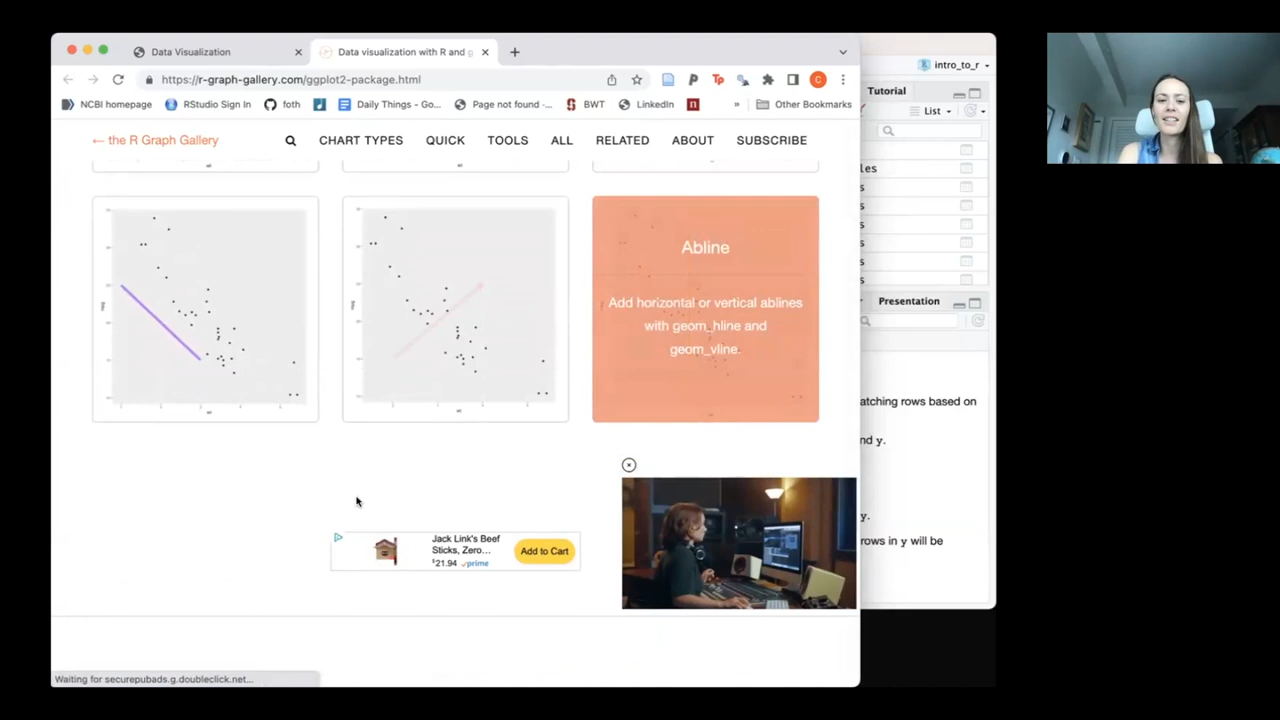 Data Visualization
Data visualization with R and g
https://r-graph-gallery.com/ggplot2-package.html
NCBI homepage
RStudio Sign In
foth
Daily Things - Go...
Page not found -...
BWT
LinkedIn
Other Bookmarks
← the R Graph Gallery
CHART TYPES
QUICK
TOOLS
ALL
RELATED
ABOUT
SUBSCRIBE
Abline
Add horizontal or vertical ablines
with geom_hline and
geom_vline.
Jack Link's Beef
Sticks, Zero...
$21.94 prime
Add to Cart
Waiting for securepubads.g.doubleclick.net...
intro_to_r
Tutorial
List
les
s
s
s
s
s
s
Presentation
atching rows based on
nd y.
y.
rows in y will be